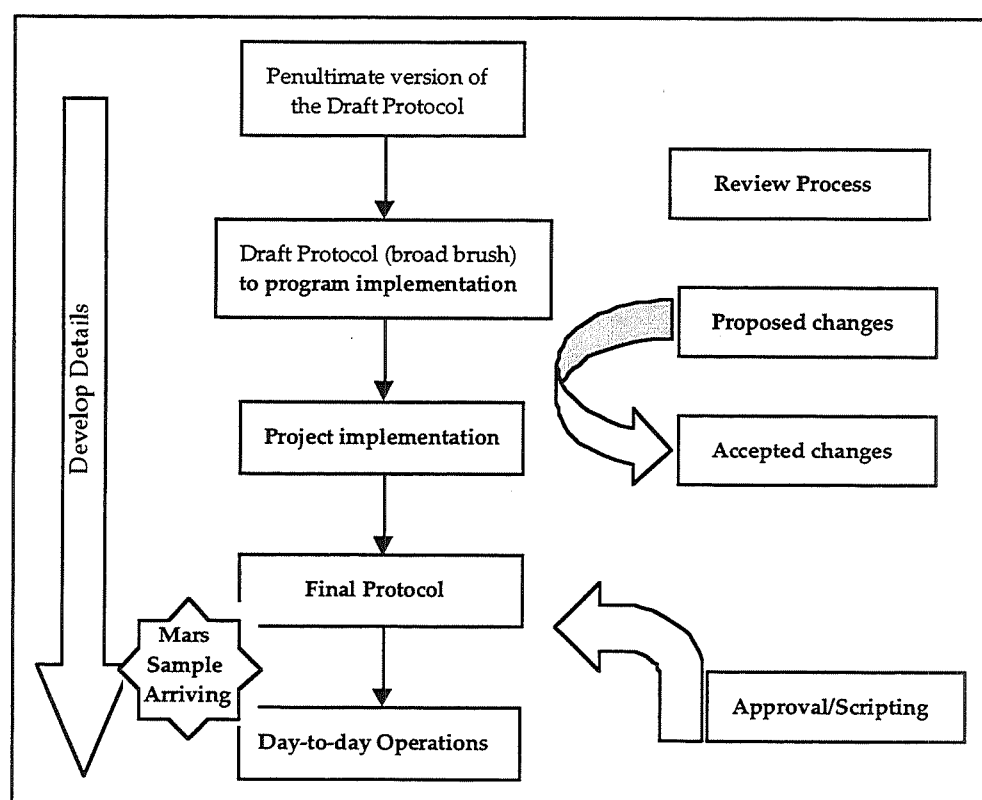 Penultimate version of
the Draft Protocol
Review Process
Draft Protocol (broad brush)
to program implementation
Proposed changes
Develop Details
Project implementation
Accepted changes
Final Protocol
Mars
Sample
Arriving
Approval/Scripting
Day-to-day Operations